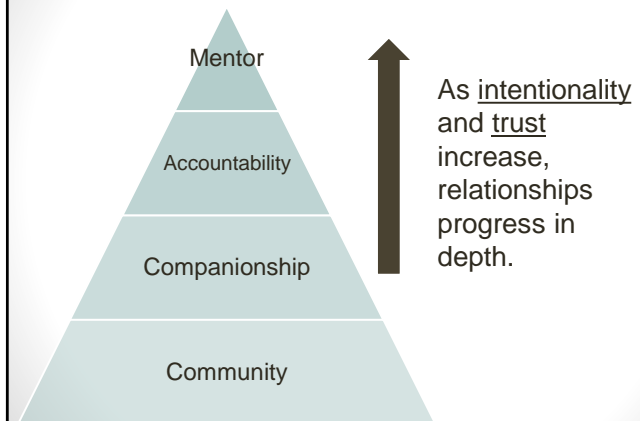 Mentor
Accountability
Companionship
Community
As intentionality
and trust
increase,
relationships
progress in
depth.